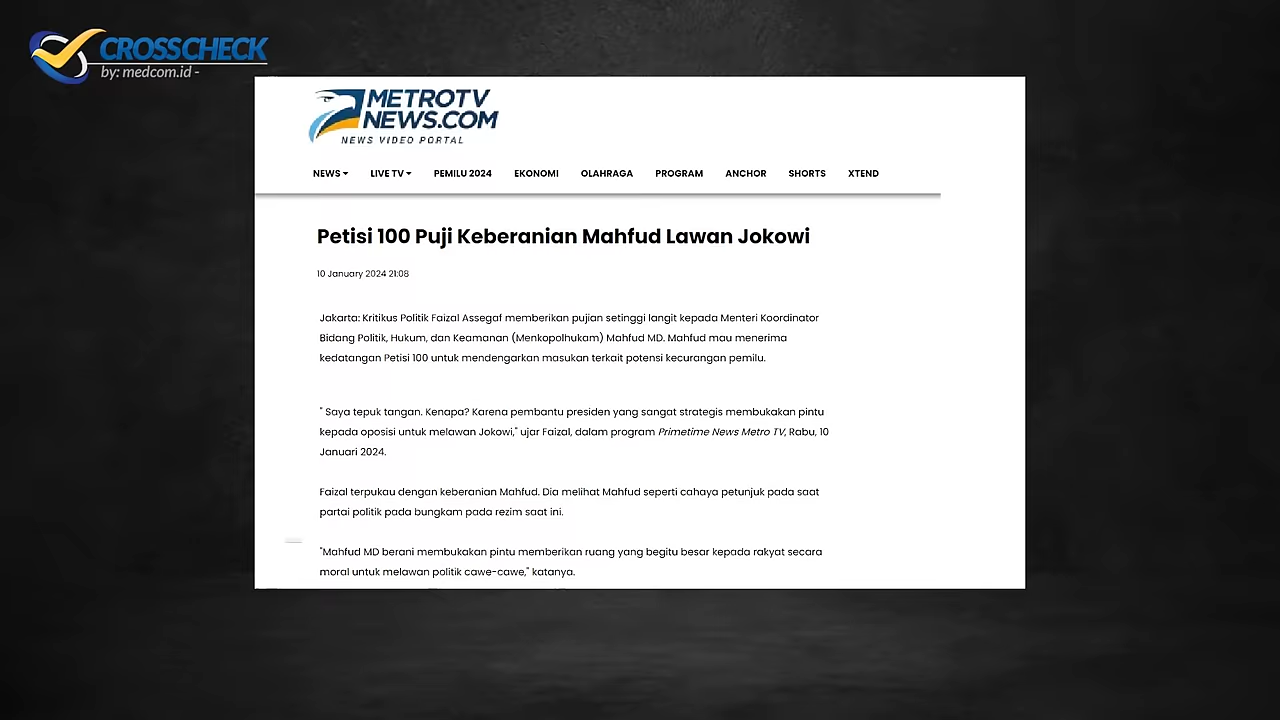 CROSSCHECK
by: medcom.id -
METROTV
NEWS.COM
NEWS VIDEO PORTAL
NEWS LIVE TV PEMILU 2024 EKONOMI OLAHRAGA PROGRAM ANCHOR SHORTS XTEND
Petisi 100 Puji Keberanian Mahfud Lawan Jokowi
10 January 2024 21:08
Jakarta: Kritikus Politik Faizal Assegaf memberikan pujian setinggi langit kepada Menteri Koordinator
Bidang Politik, Hukum, dan Keamanan (Menkopolhukam) Mahfud MD. Mahfud mau menerima
kedatangan Petisi 100 untuk mendengarkan masukan terkait potensi kecurangan pemilu.
" Saya tepuk tangan. Kenapa? Karena pembantu presiden yang sangat strategis membukakan pintu
kepada oposisi untuk melawan Jokowi," ujar Faizal, dalam program Primetime News Metro TV, Rabu, 10
Januari 2024.
Faizal terpukau dengan keberanian Mahfud. Dia melihat Mahfud seperti cahaya petunjuk pada saat
partai politik pada bungkam pada rezim saat ini.
"Mahfud MD berani membukakan pintu memberikan ruang yang begitu besar kepada rakyat secara
moral untuk melawan politik cawe-cawe," katanya.